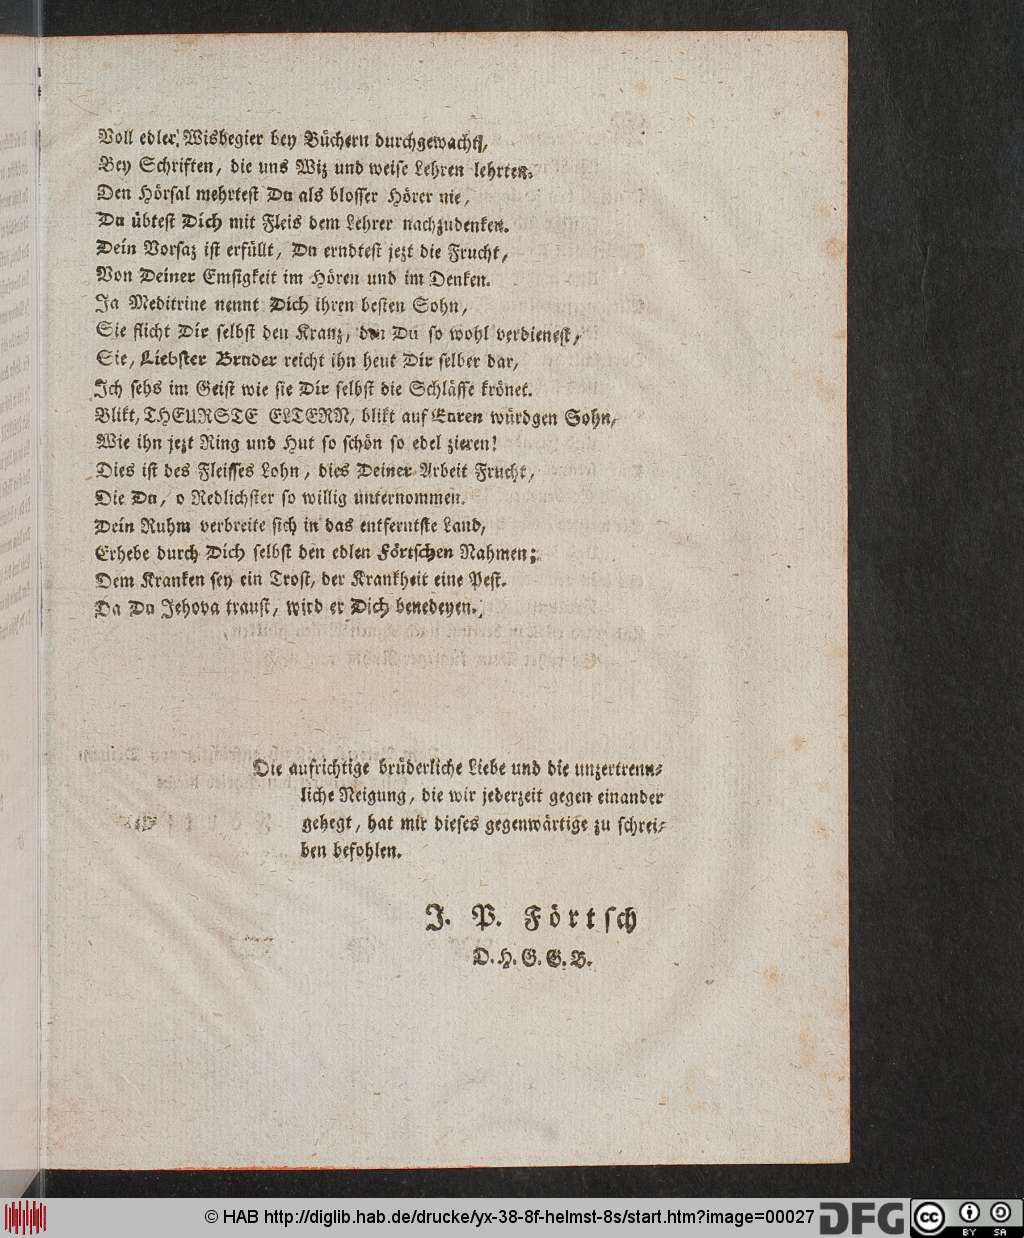 Voll edler Wisbegier bey Büchern durchgewacht,
Bey Schriften, die uns Wiz und weise Lehren lehrten.
Den Hörsal mehrtest Du als blosser Hörer nie,
Du übtest Dich mit Fleis dem Lehrer nachzudenken.
Dein Vorsaz ist erfüllt, Du erndtest jezt die Frucht,
Von Deiner Emsigkeit im Hören und im Denken.
Ja Meditrine nennt Dich ihren besten Sohn,
Sie flicht Dir selbst den Kranz, den Du so wohl verdienest,
Sie, Liebster Bruder reicht ihn heut Dir selber dar,
Ich sehs im Geist wie sie Dir selbst die Schläffe krönet.
Blikt, THEURSTE ELTERN, blikt auf Euren würdgen Sohn,
Wie ihn jezt Ring und Hut so schön so edel zieren!
Dies ist des Fleisses Lohn, dies Deiner Arbeit Frucht,
Die Du, o Redlichster so willig unternommen.
Dein Ruhm verbreite sich in das entfernteste Land,
Erhebe durch Dich selbst den edlen Förtschen Nahmen;
Dem Kranken sey ein Trost, der Krankheit eine Pest.
Da Du Jehova traust, wird er Dich benedeyen.
Die aufrichtige brüderliche Liebe und die unzertrenn-
liche Neigung, die wir jederzeit gegen einander
gehegt, hat mir dieses gegenwärtige zu schrei-
ben befohlen.
J. P. Förtsch
D. H. G. G. B.
© HAB http://diglib.hab.de/drucke/yx-38-8f-helmst-8s/start.htm?image=00027
DFG
cc BY SA